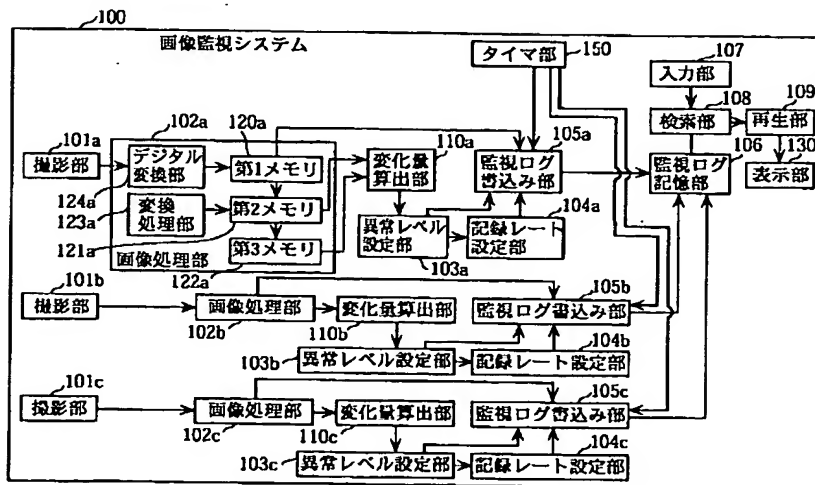 100
画像監視システム
タイマ部
150
107
入力部
108
検索部
109
再生部
106
監視ログ
記憶部
130
表示部
101a
撮影部
102a
デジタル
変換部
124a
120a
第1メモリ
123a
変換
処理部
第2メモリ
121a
画像処理部
第3メモリ
122a
110a
変化量
算出部
105a
監視ログ
書込み部
異常レベル
設定部
103a
104a
記録レート
設定部
101b
撮影部
画像処理部
102b
変化量算出部
110b
105b
監視ログ書込み部
103b
異常レベル設定部
104b
記録レート設定部
101c
撮影部
画像処理部
102c
変化量算出部
110c
105c
監視ログ書込み部
103c
異常レベル設定部
104c
記録レート設定部